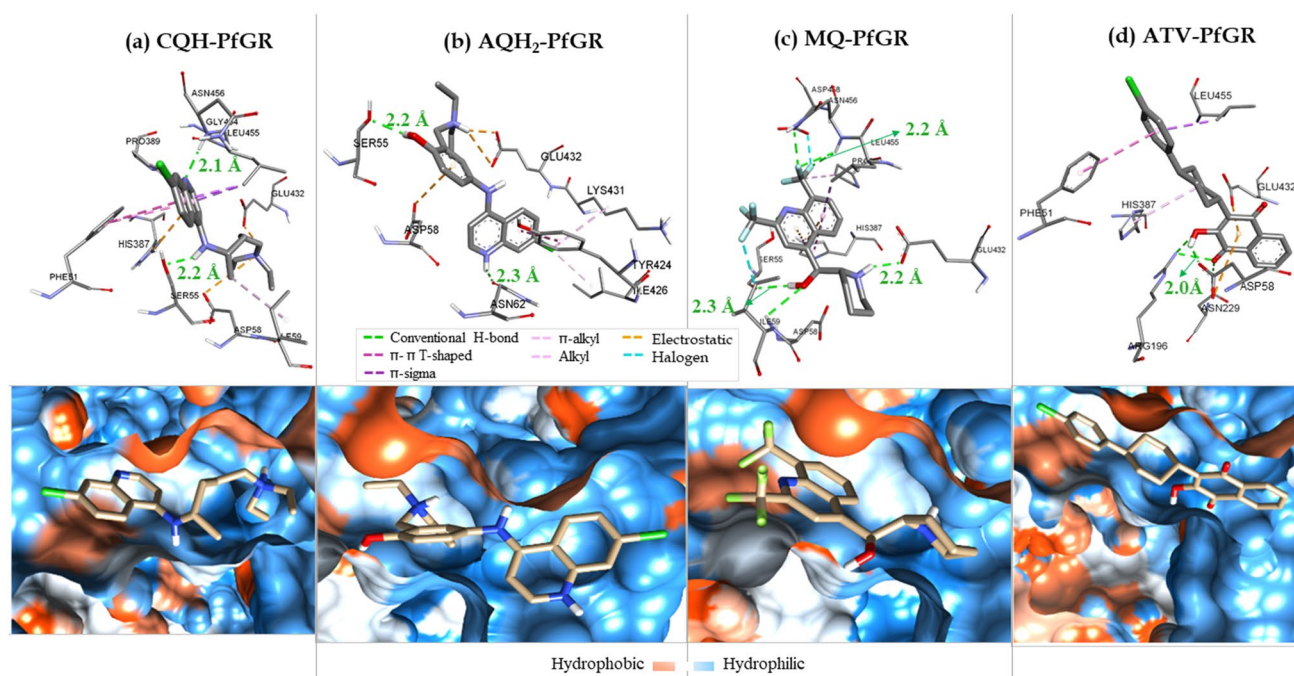 (a) CQH-PfGR
ASN456
LEU455
PRO389
2.1 Å
GLU432
HIS387
PHE51
2.2 Å
SER55
ASP58
(b) AQH₂-PfGR
2.2 Å
SER55
GLU432
LYS431
ASP58
TYR424
ILE426
2.3 Å
ASN62
(c) MQ-PfGR
ASN456
2.2 Å
LEU455
HIS387
SER55
GLU432
2.2 Å
2.3 Å
ILE59
ASP58
(d) ATV-PfGR
LEU455
PHE51
HIS387
GLU432
2.0Å
ASP58
ASN229
ARG196
Conventional H-bond
π- π T-shaped
π-sigma
π-alkyl
Alkyl
Electrostatic
Halogen
Hydrophobic
Hydrophilic